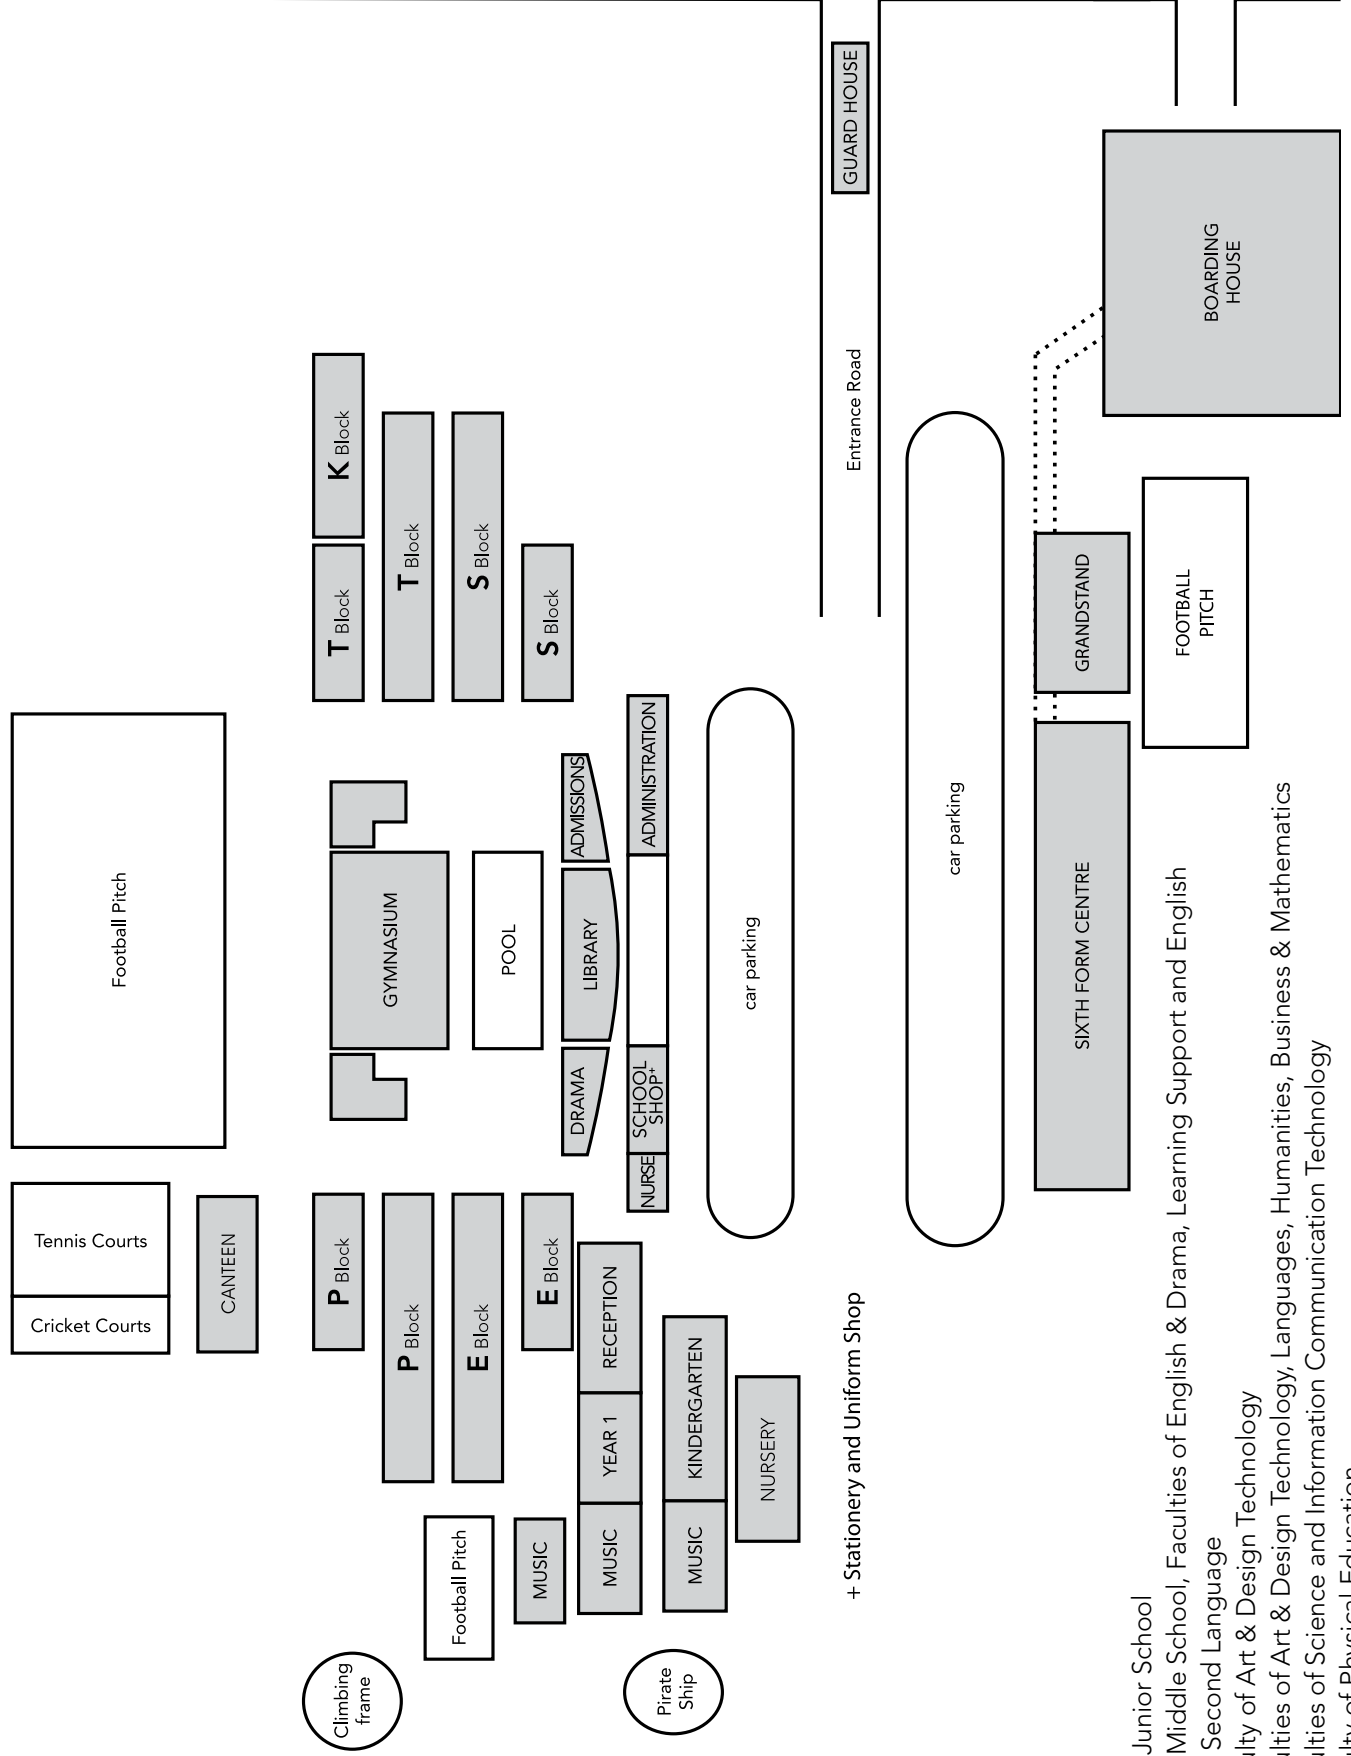 Football Pitch
Tennis Courts
Cricket Courts
CANTEEN
K Block
T Block
T Block
S Block
S Block
GYMNASIUM
POOL
ADMISSIONS
LIBRARY
DRAMA
ADMINISTRATION
SCHOOL
SHOP+
NURSE
P Block
P Block
E Block
E Block
RECEPTION
YEAR 1
MUSIC
KINDERGARTEN
MUSIC
NURSERY
MUSIC
Football Pitch
Climbing
frame
Pirate
Ship
car parking
GUARD HOUSE
Entrance Road
car parking
BOARDING
HOUSE
GRANDSTAND
FOOTBALL
PITCH
SIXTH FORM CENTRE
+ Stationery and Uniform Shop
Junior School
Middle School, Faculties of English & Drama, Learning Support and English
Second Language
ulty of Art & Design Technology
ulties of Art & Design Technology, Languages, Humanities, Business & Mathematics
ulties of Science and Information Communication Technology
ulty of Physical Education